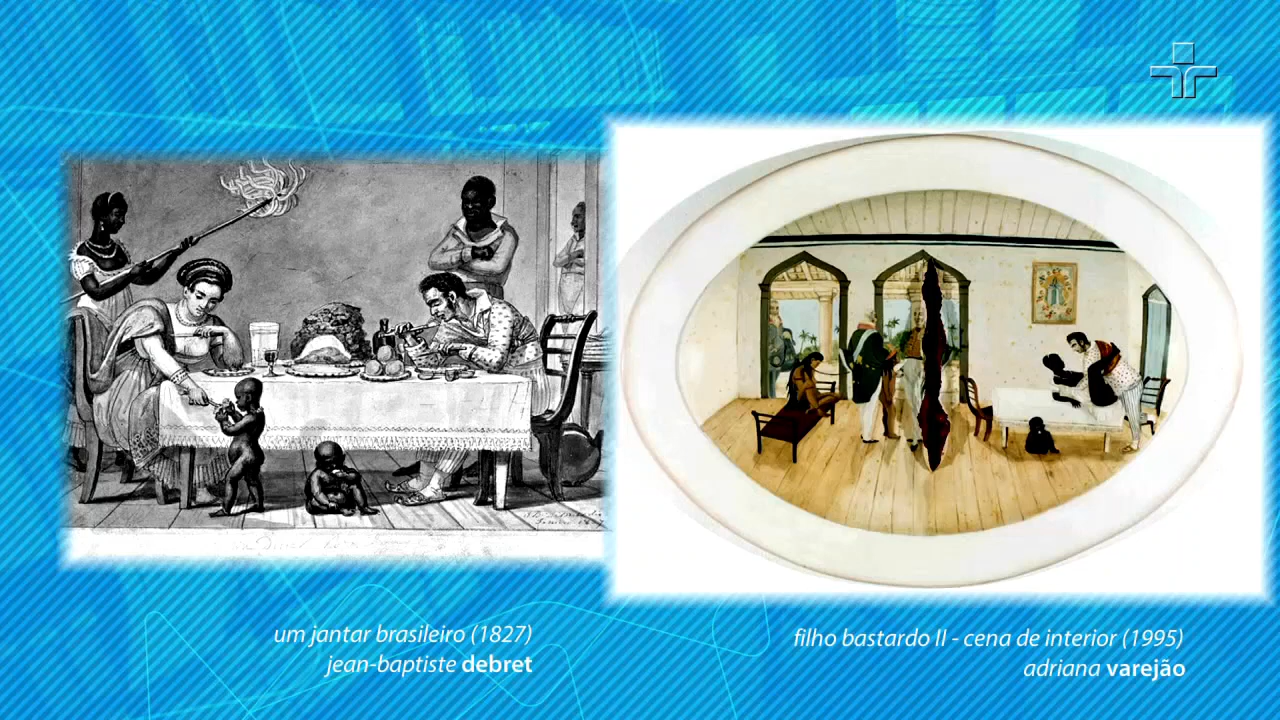 um jantar brasileiro (1827)
jean-baptiste debret
filho bastardo II - cena de interior (1995)
adriana varejão